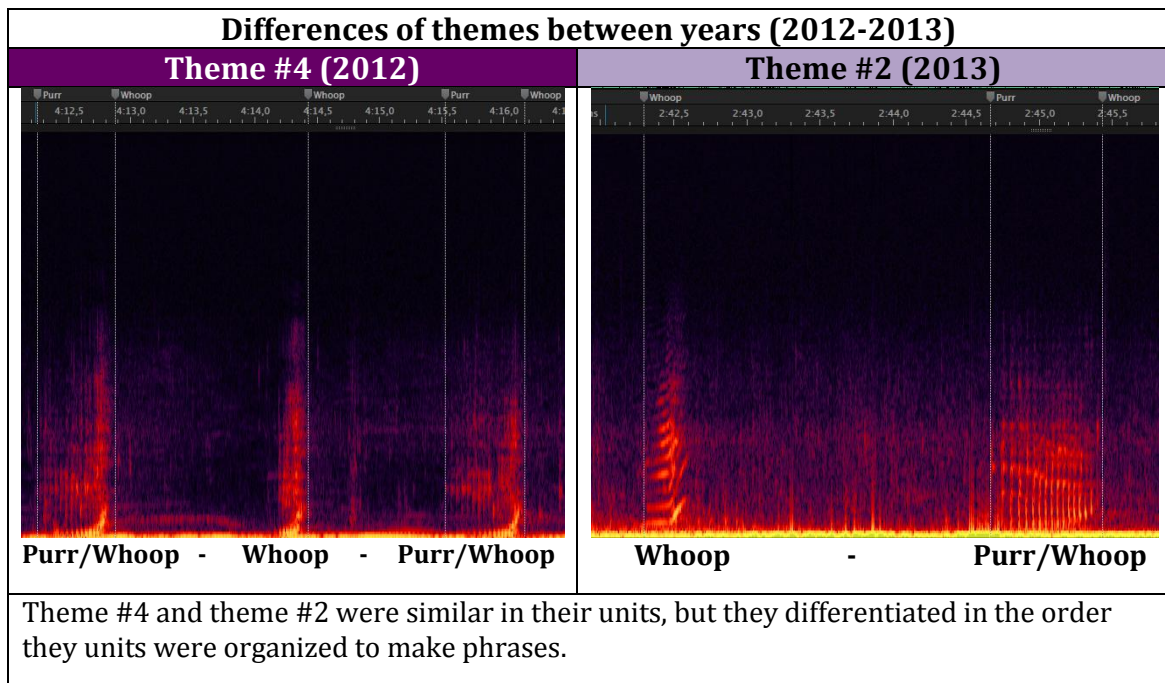 Differences of themes between years (2012-2013)
Theme #4 (2012)
Theme #2 (2013)
Purr Whoop Whoop Purr Whoop
4:12,5 4:13,0 4:13,5 4:14,0 4:14,5 4:15,0 4:15,5 4:16,0 4:1
Whoop Purr Whoop
ns 2:42,5 2:43,0 2:43,5 2:44,0 2:44,5 2:45,0 2:45,5
Purr/Whoop - Whoop - Purr/Whoop
Whoop - Purr/Whoop
Theme #4 and theme #2 were similar in their units, but they differentiated in the order
they units were organized to make phrases.